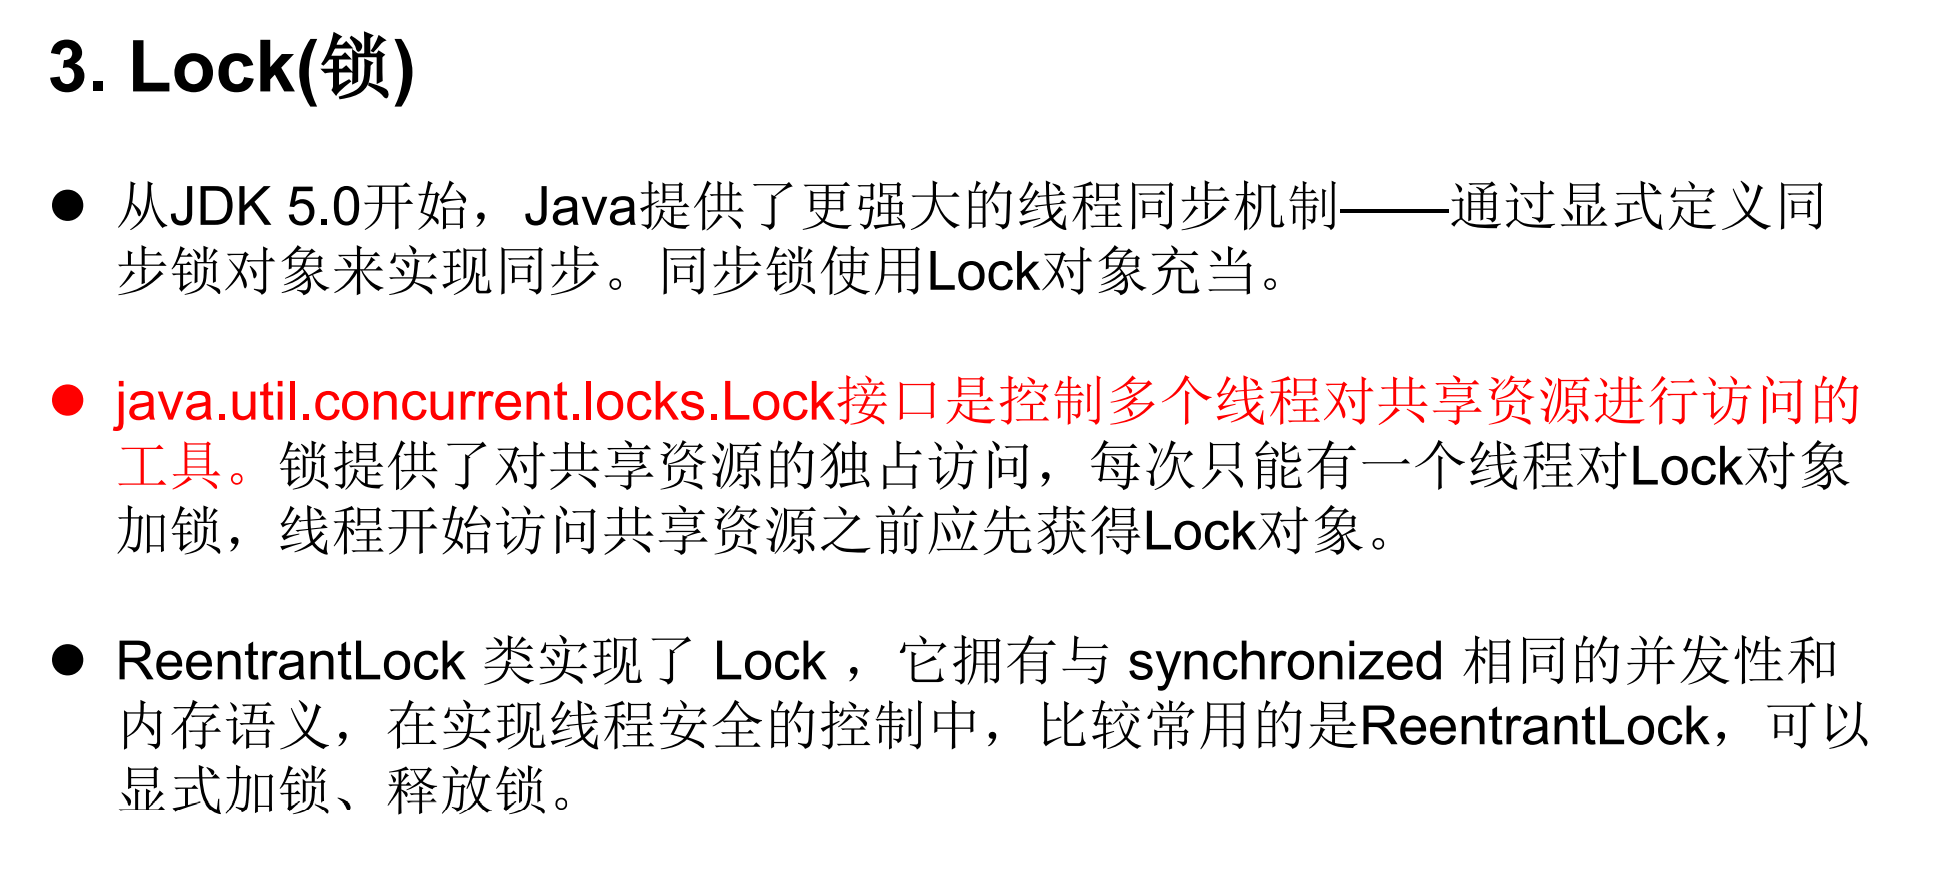 3. Lock(锁)
● 从JDK 5.0开始，Java提供了更强大的线程同步机制——通过显式定义同
步锁对象来实现同步。同步锁使用Lock对象充当。
● java.util.concurrent.locks.Lock接口是控制多个线程对共享资源进行访问的
工具。锁提供了对共享资源的独占访问，每次只能有一个线程对Lock对象
加锁，线程开始访问共享资源之前应先获得Lock对象。
● ReentrantLock 类实现了 Lock ，它拥有与 synchronized 相同的并发性和
内存语义，在实现线程安全的控制中，比较常用的是ReentrantLock，可以
显式加锁、释放锁。